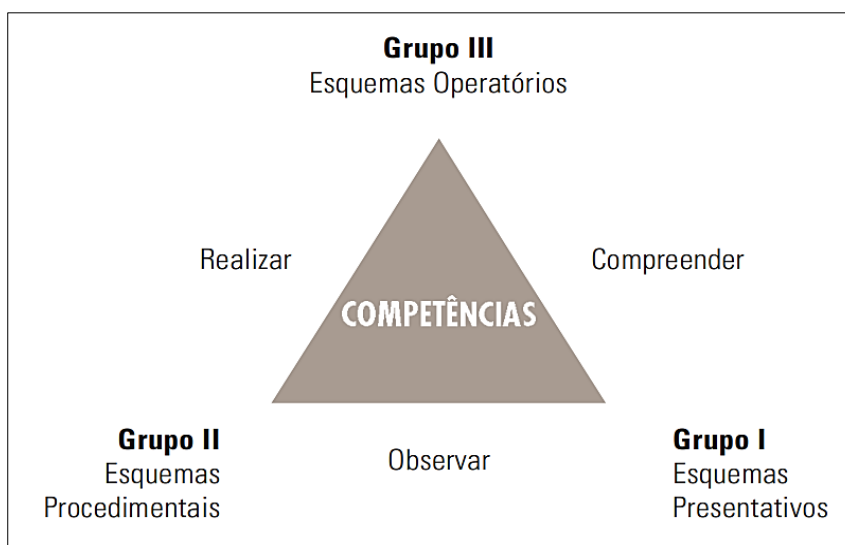 Grupo III
Esquemas Operatórios
Realizar
Compreender
COMPETÊNCIAS
Grupo II
Esquemas
Procedimentais
Observar
Grupo I
Esquemas
Presentativos